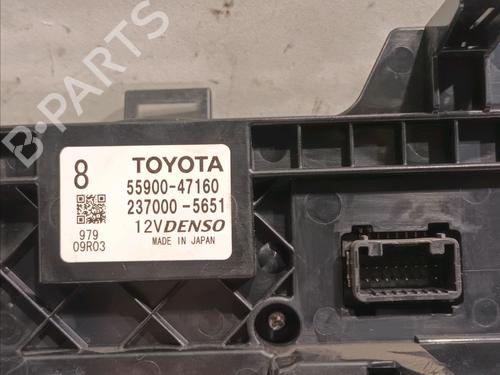 B-PARTS
8 TOYOTA
55900-47160
237000-5651
979
09R03
12V DENSO
MADE IN JAPAN